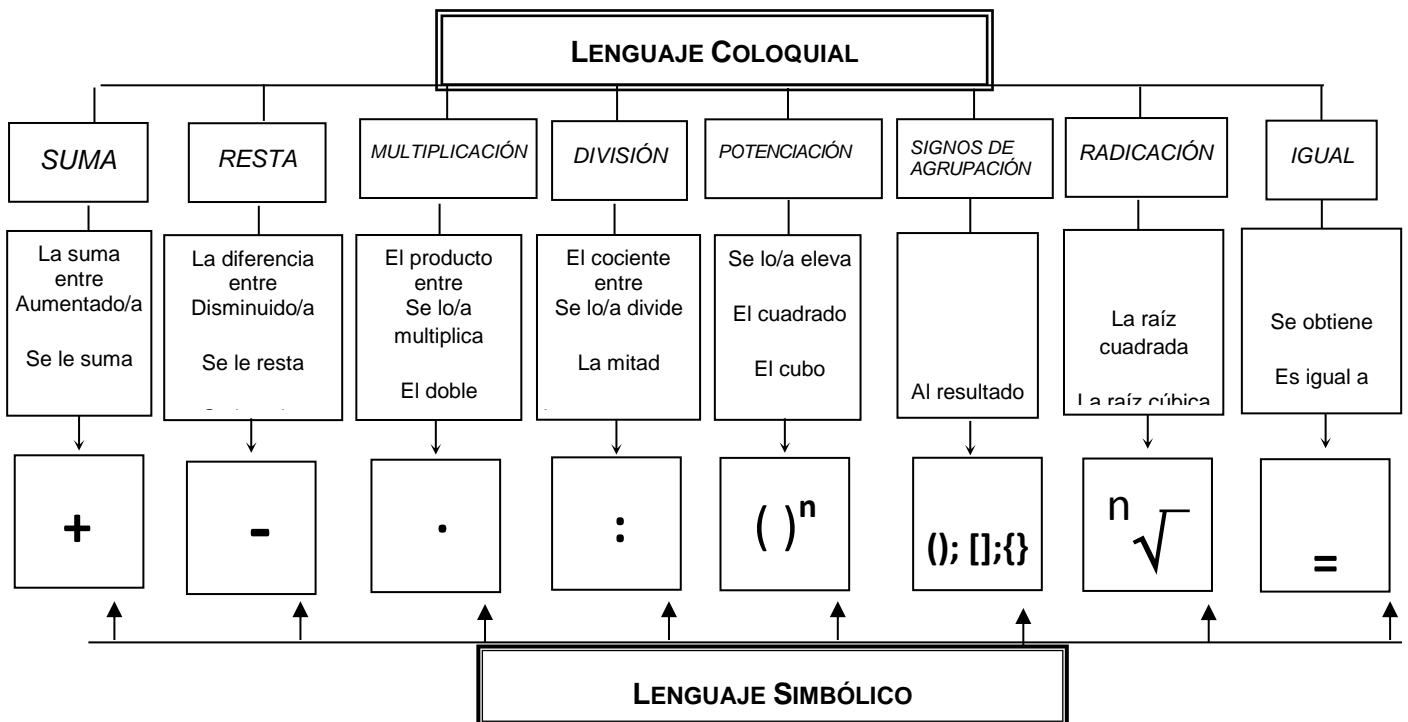 LENGUAJE COLOQUIAL
SUMA
RESTA
MULTIPLICACIÓN
DIVISIÓN
POTENCIACIÓN
SIGNOS DE
AGRUPACIÓN
RADICACIÓN
IGUAL
La suma
entre
Aumentado/a
Se le suma
La diferencia
entre
Disminuido/a
Se le resta
El producto
entre
Se lo/a
multiplica
El doble
El cociente
entre
Se lo/a divide
La mitad
Se lo/a eleva
El cuadrado
El cubo
Al resultado
La raíz
cuadrada
La raíz cúbica
Se obtiene
Es igual a
+
-
·
:
( )ⁿ
(); [];{}
n√
=
LENGUAJE SIMBÓLICO